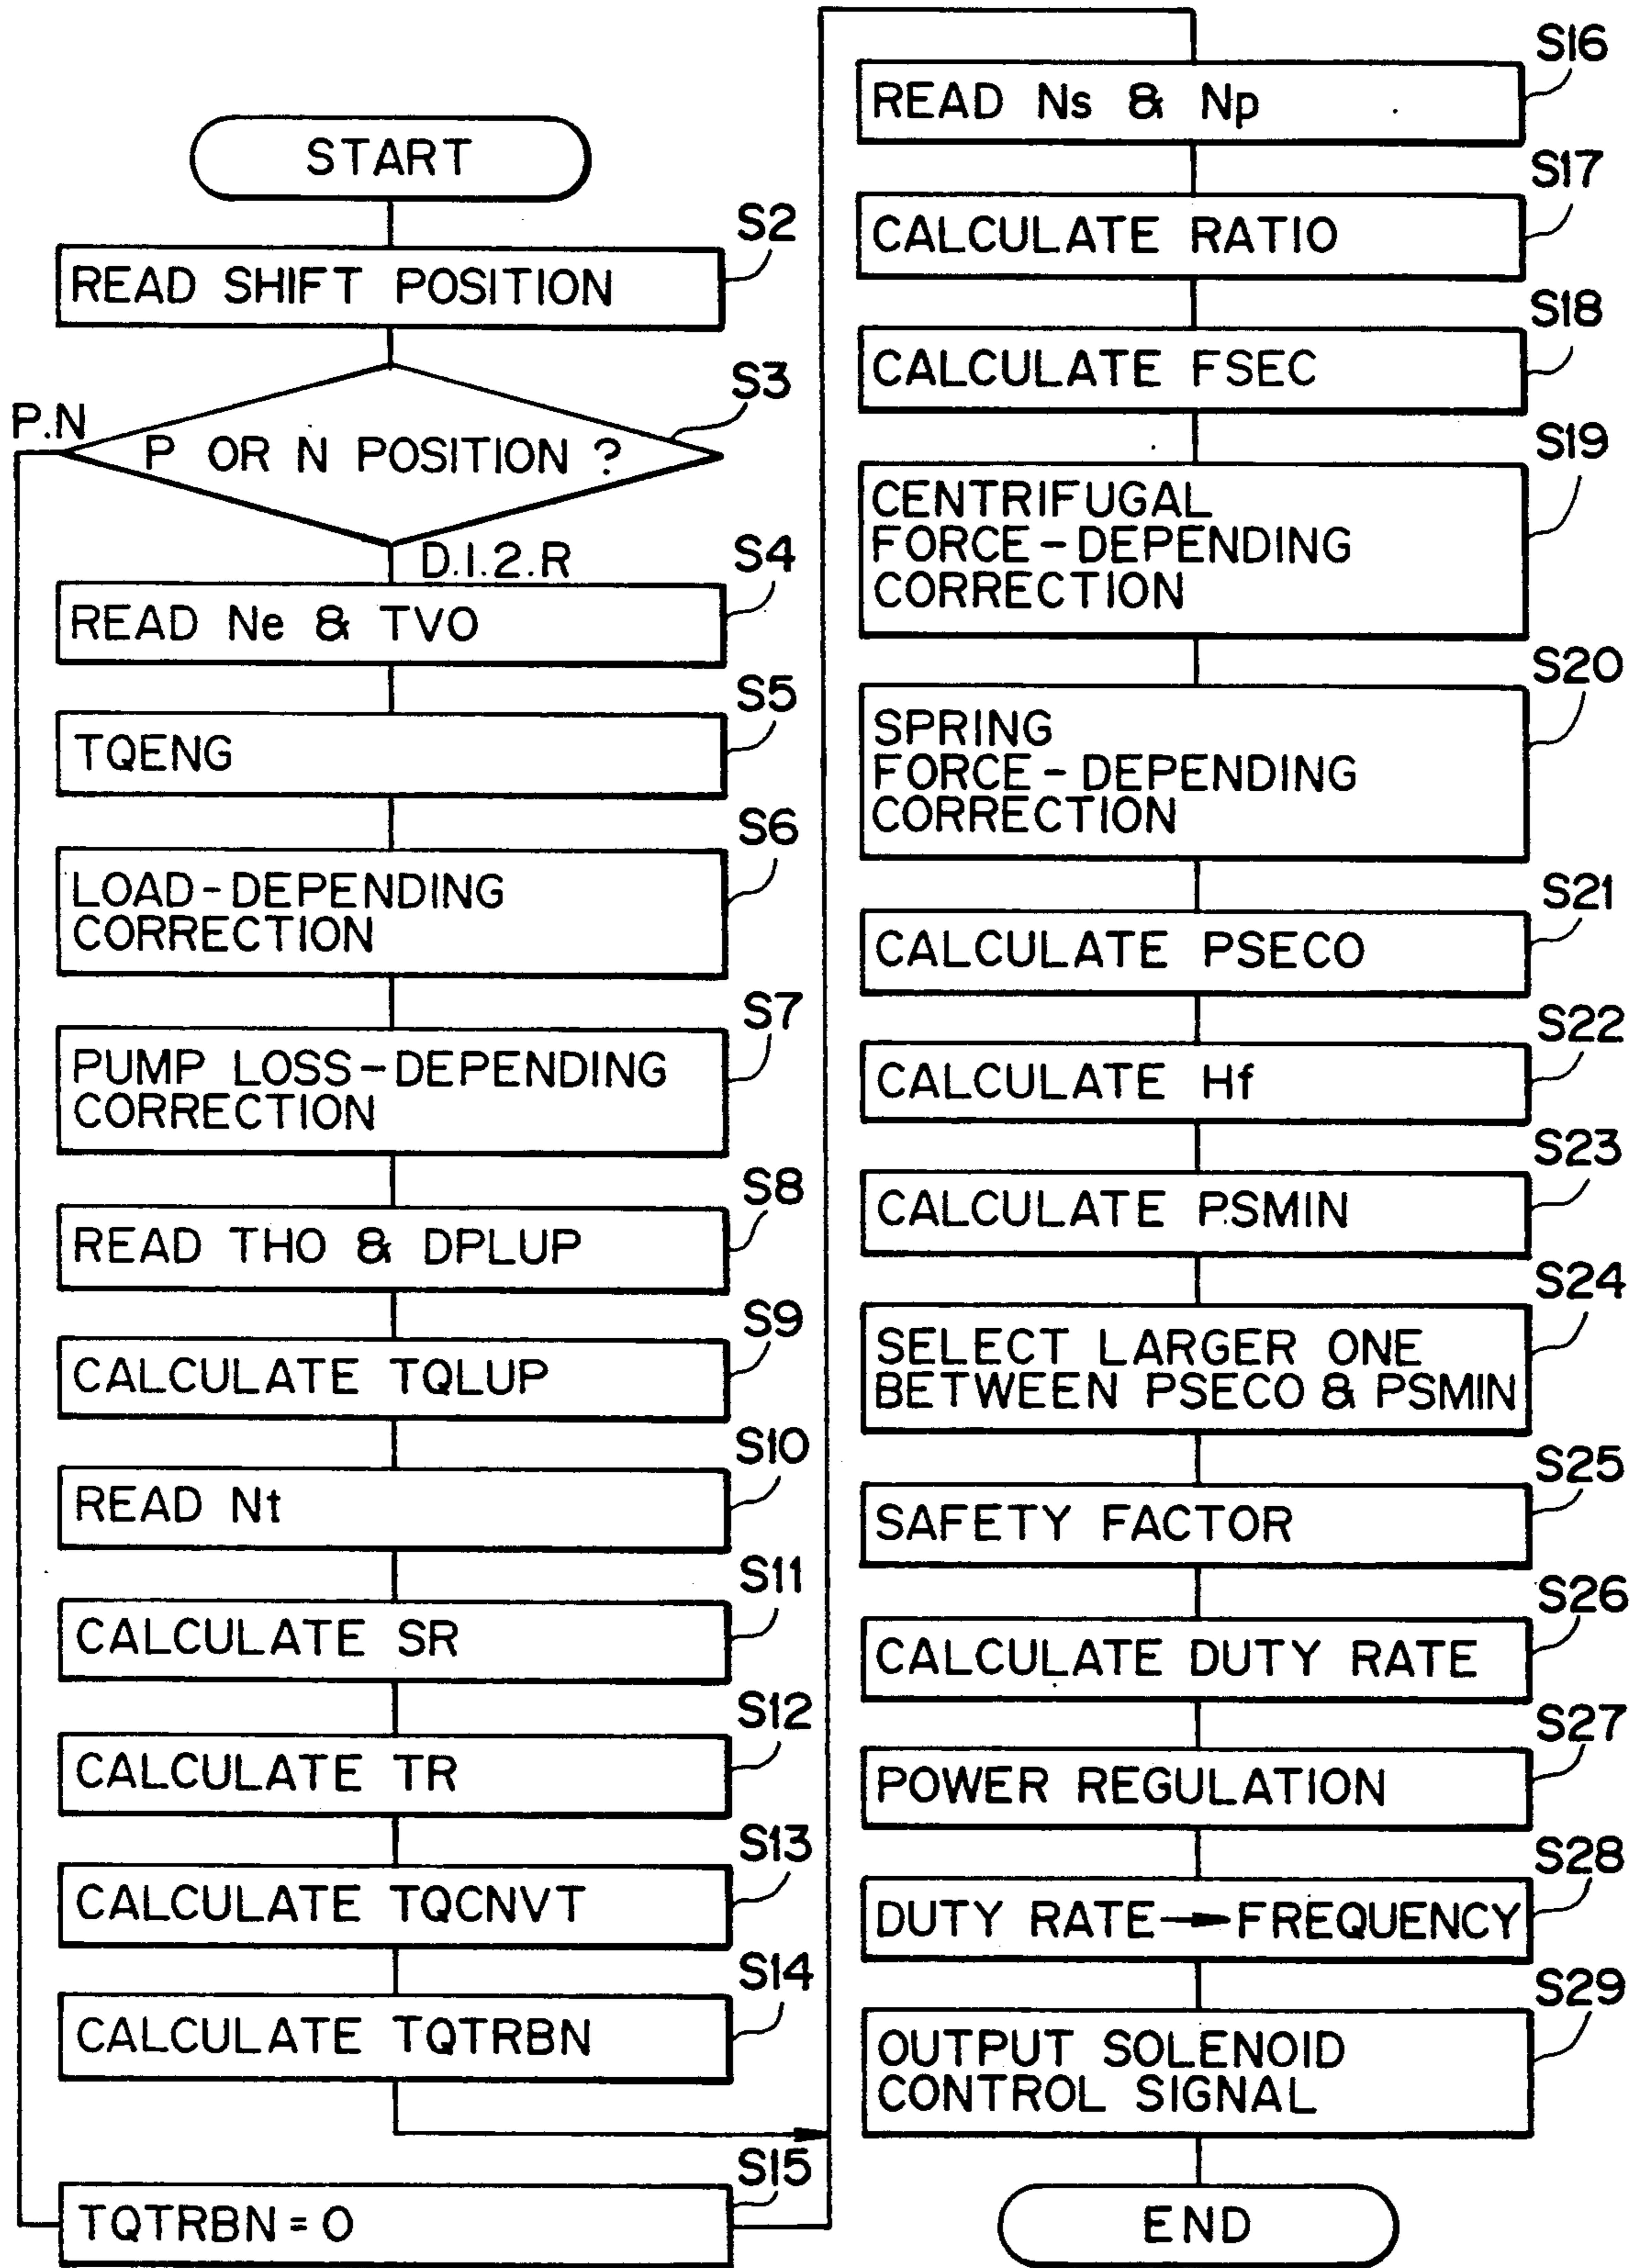 START
S2
READ SHIFT POSITION
S3
P.N
P OR N POSITION ?
D.1.2.R
S4
READ Ne & TVO
S5
TQENG
S6
LOAD-DEPENDING
CORRECTION
S7
PUMP LOSS-DEPENDING
CORRECTION
S8
READ THO & DPLUP
S9
CALCULATE TQLUP
S10
READ Nt
S11
CALCULATE SR
S12
CALCULATE TR
S13
CALCULATE TQCNVT
S14
CALCULATE TQTRBN
S15
TQTRBN = 0
S16
READ Ns & Np
S17
CALCULATE RATIO
S18
CALCULATE FSEC
S19
CENTRIFUGAL
FORCE-DEPENDING
CORRECTION
S20
SPRING
FORCE-DEPENDING
CORRECTION
S21
CALCULATE PSECO
S22
CALCULATE Hf
S23
CALCULATE PSMIN
S24
SELECT LARGER ONE
BETWEEN PSECO & PSMIN
S25
SAFETY FACTOR
S26
CALCULATE DUTY RATE
S27
POWER REGULATION
S28
DUTY RATE → FREQUENCY
S29
OUTPUT SOLENOID
CONTROL SIGNAL
END